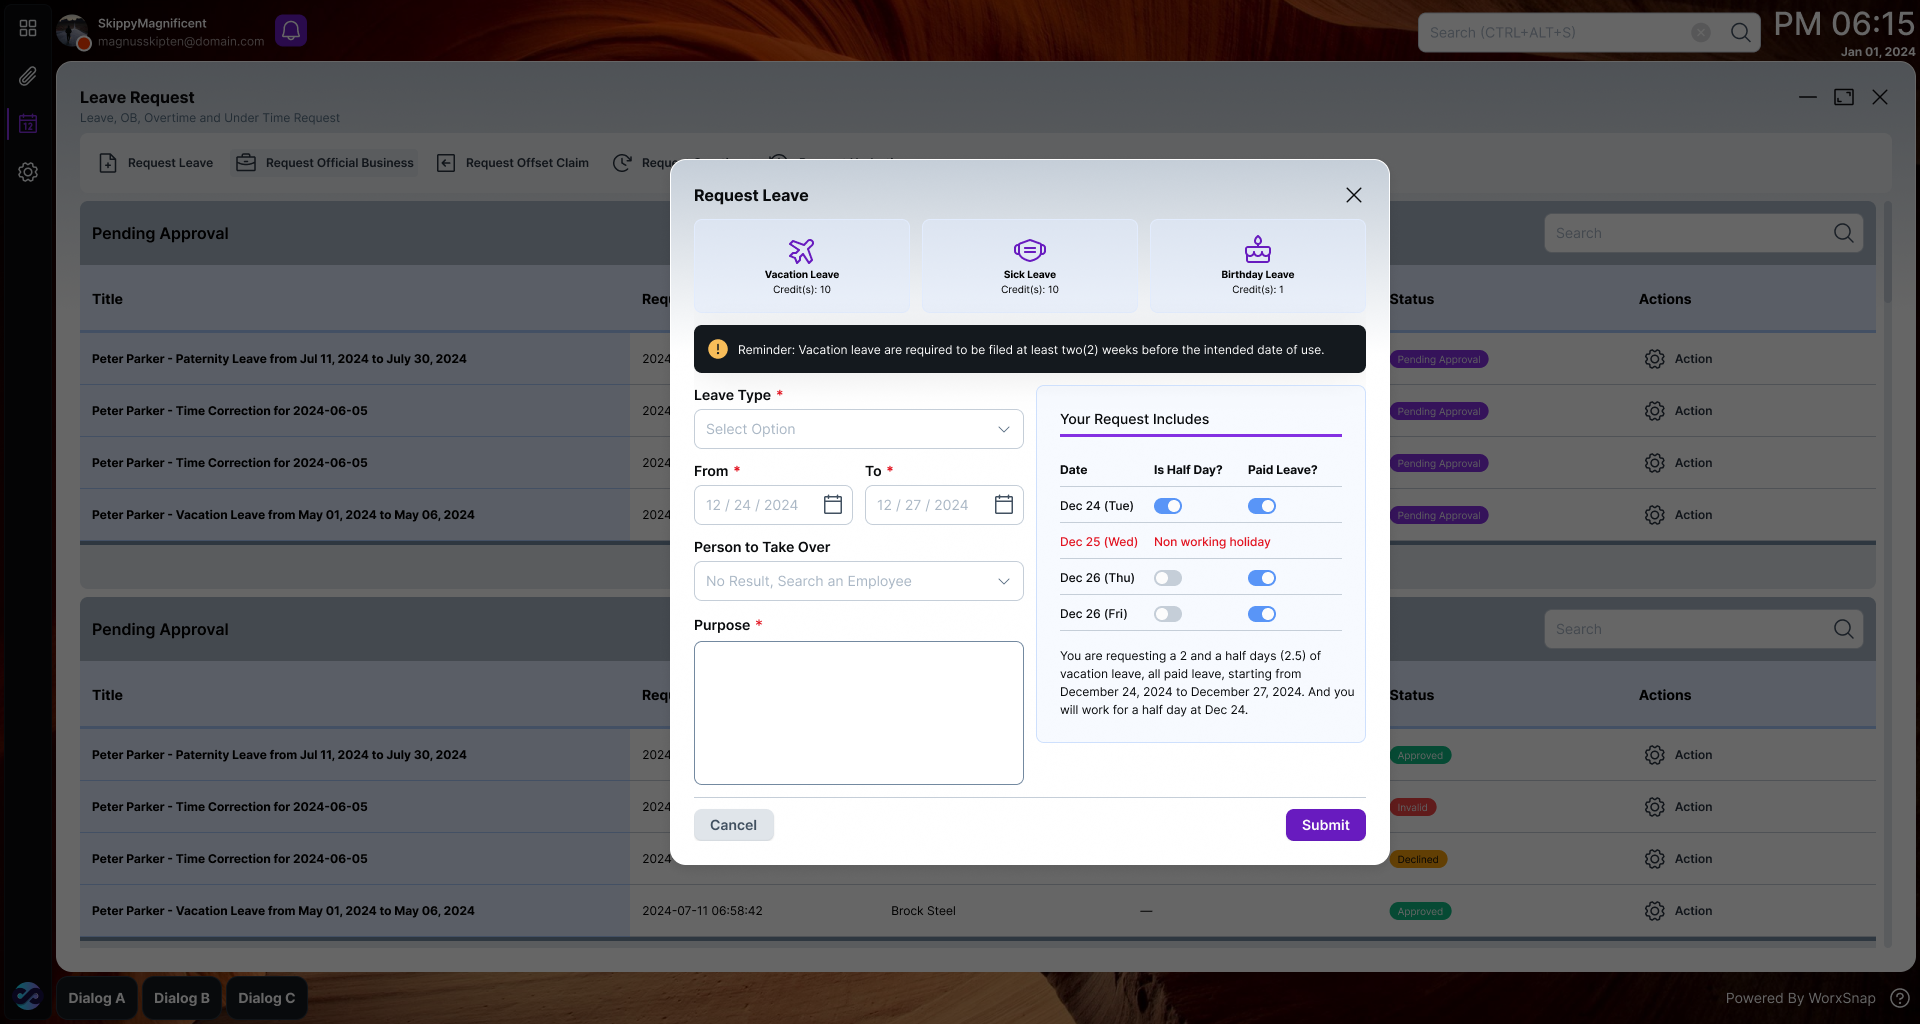 SkippyMagnificent
magnusskipten@domain.com
Search (CTRL+ALT+S)
PM 06:15
Jan 01, 2024
Leave Request
Leave, OB, Overtime and Under Time Request
Request Leave
Request Official Business
Request Offset Claim
Pending Approval
Search
Title
Status
Actions
Peter Parker - Paternity Leave from Jul 11, 2024 to July 30, 2024
2024
Pending Approval
Action
Peter Parker - Time Correction for 2024-06-05
2024
Pending Approval
Action
Peter Parker - Time Correction for 2024-06-05
2024
Pending Approval
Action
Peter Parker - Vacation Leave from May 01, 2024 to May 06, 2024
2024
Pending Approval
Action
Pending Approval
Search
Title
Status
Actions
Peter Parker - Paternity Leave from Jul 11, 2024 to July 30, 2024
2024
Approved
Action
Peter Parker - Time Correction for 2024-06-05
2024
Invalid
Action
Peter Parker - Time Correction for 2024-06-05
2024
Declined
Action
Peter Parker - Vacation Leave from May 01, 2024 to May 06, 2024
2024-07-11 06:58:42
Brock Steel
—
Approved
Action
Request Leave
Vacation Leave
Credit(s): 10
Sick Leave
Credit(s): 10
Birthday Leave
Credit(s): 1
Reminder: Vacation leave are required to be filed at least two(2) weeks before the intended date of use.
Leave Type *
Select Option
From *
To *
12 / 24 / 2024
12 / 27 / 2024
Person to Take Over
No Result, Search an Employee
Purpose *
Your Request Includes
Date
Is Half Day?
Paid Leave?
Dec 24 (Tue)
Dec 25 (Wed)
Non working holiday
Dec 26 (Thu)
Dec 26 (Fri)
You are requesting a 2 and a half days (2.5) of
vacation leave, all paid leave, starting from
December 24, 2024 to December 27, 2024. And you
will work for a half day at Dec 24.
Cancel
Submit
Dialog A
Dialog B
Dialog C
Powered By WorxSnap